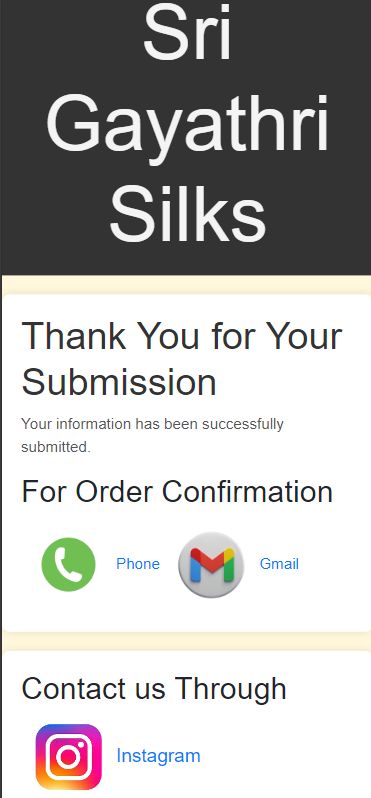 Sri
Gayathri
Silks
Thank You for Your
Submission
Your information has been successfully
submitted.
For Order Confirmation
Phone
Gmail
Contact us Through
Instagram